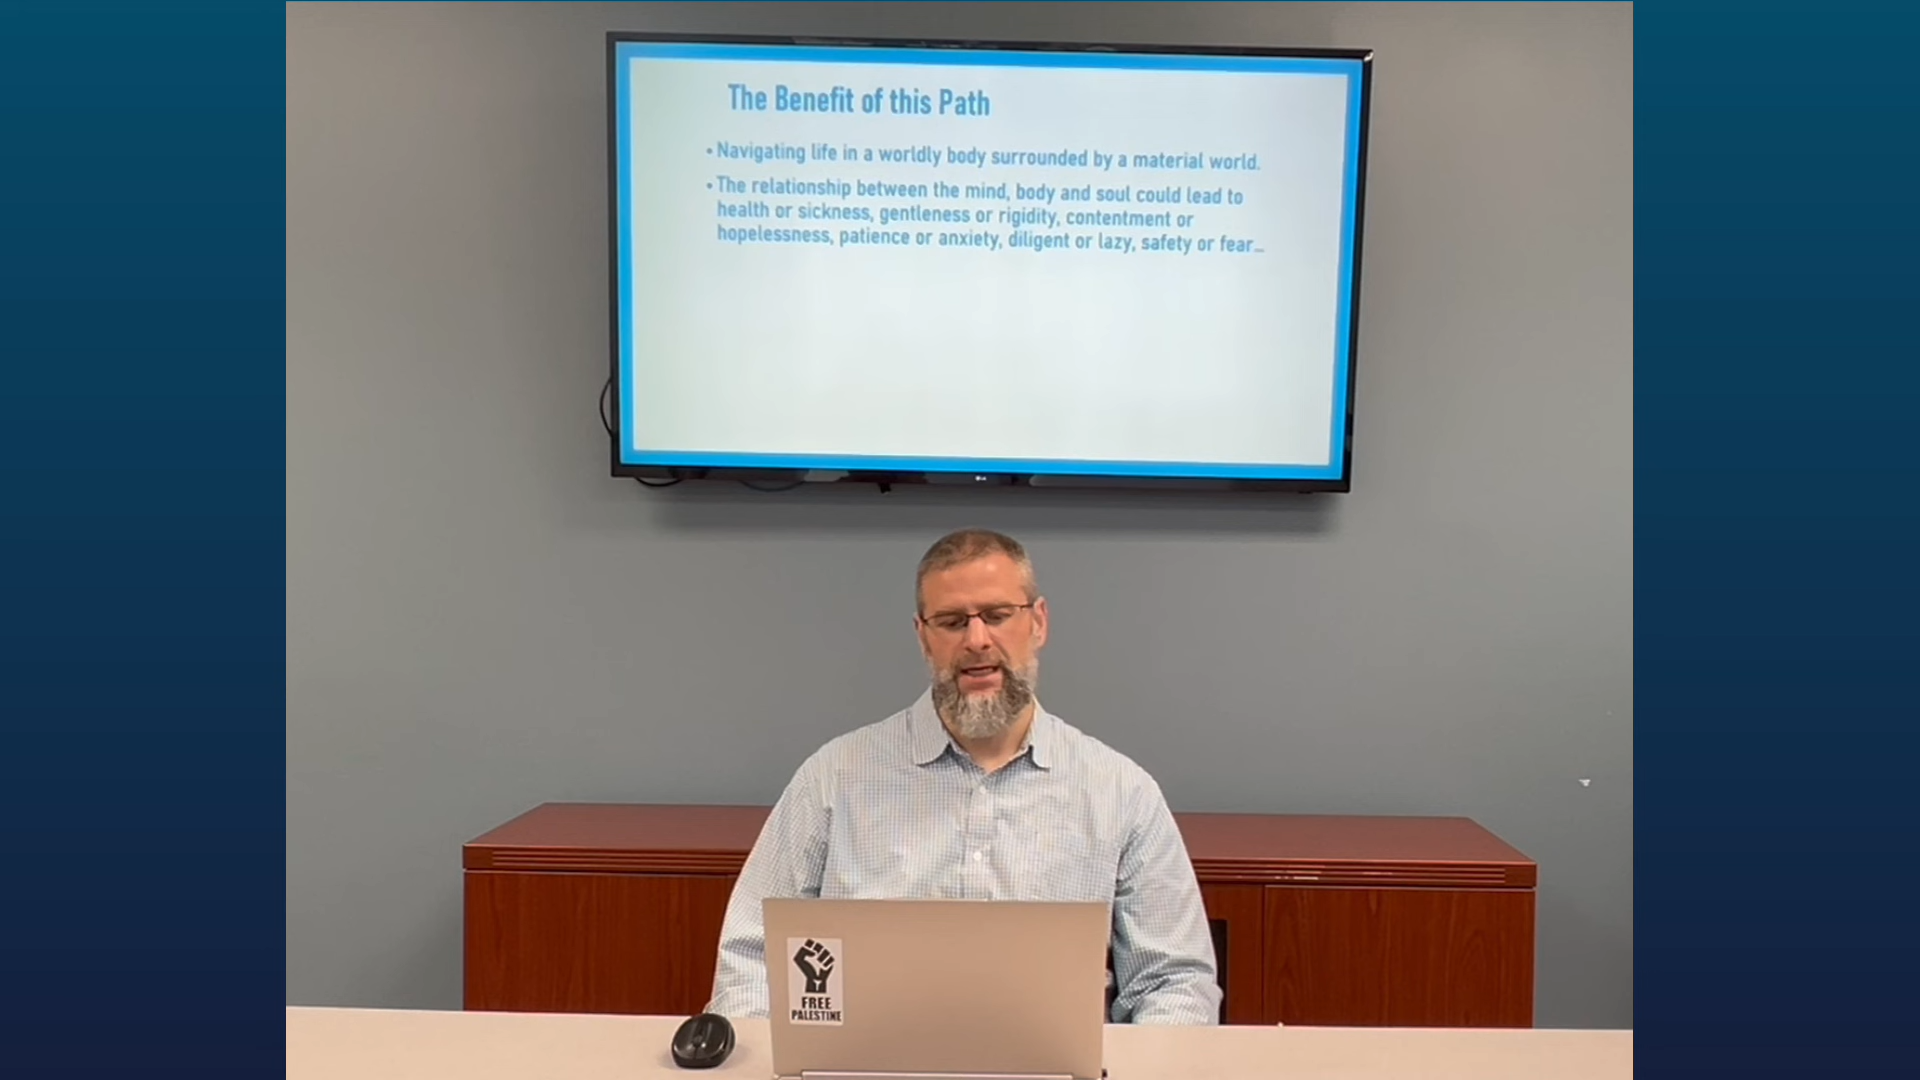 The Benefit of this Path
• Navigating life in a worldly body surrounded by a material world.
• The relationship between the mind, body and soul could lead to
health or sickness, gentleness or rigidity, contentment or
hopelessness, patience or anxiety, diligent or lazy, safety or fear...
LG
FREE
PALESTINE